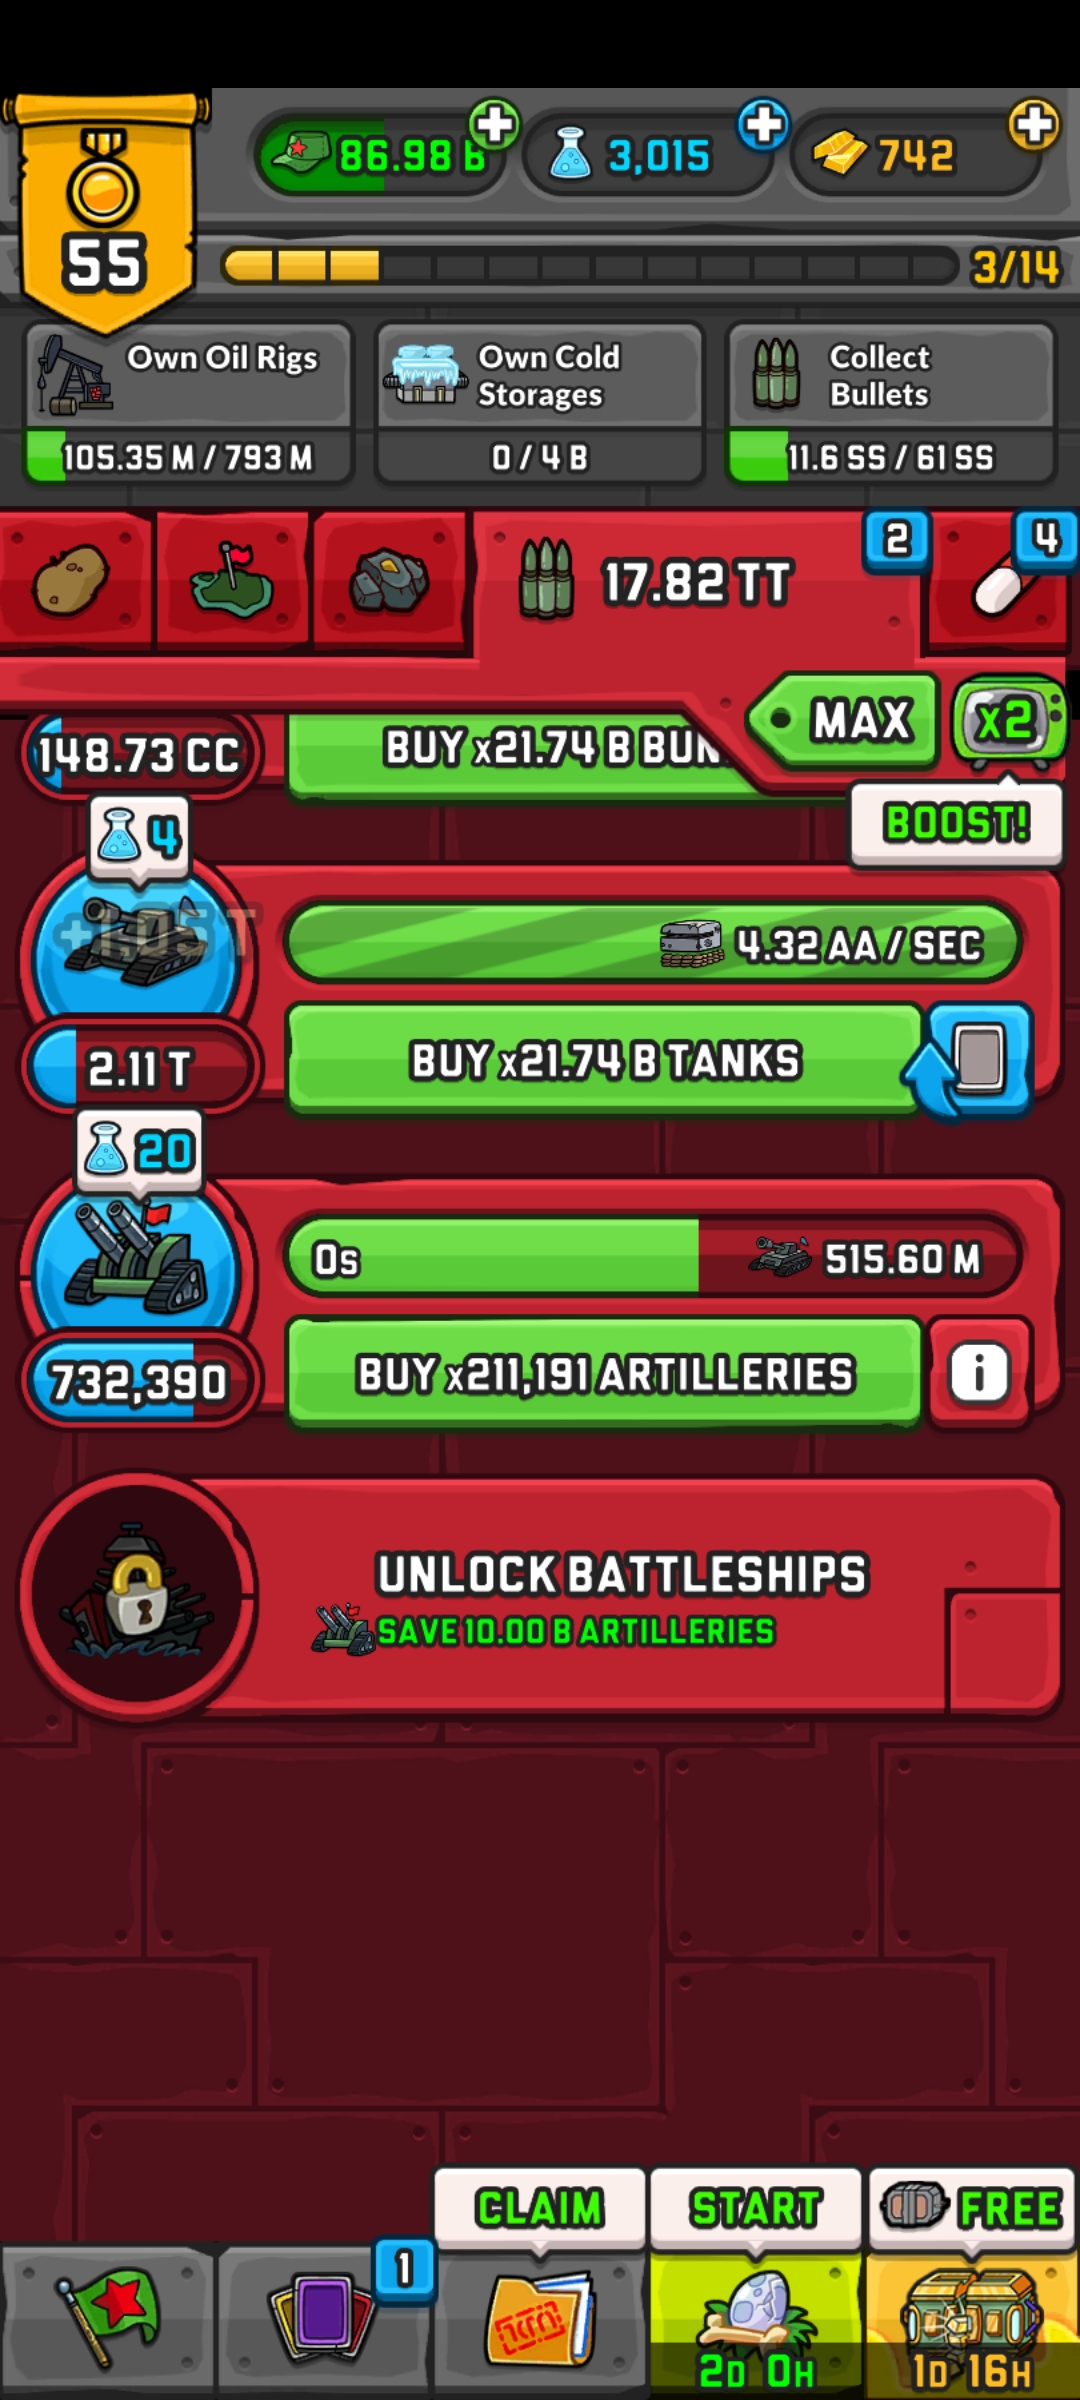 86.98 B
3,015
742
55
3/14
Own Oil Rigs
105.35 M / 793 M
Own Cold
Storages
0 / 4 B
Collect
Bullets
11.6 SS / 61 SS
17.82 TT
2
4
MAX
x2
BOOST!
148.73 CC
BUY x21.74 B BUN
4
+1.05 T
4.32 AA / SEC
2.11 T
BUY x21.74 B TANKS
20
0s
515.60 M
732,390
BUY x211,191 ARTILLERIES
i
UNLOCK BATTLESHIPS
SAVE 10.00 B ARTILLERIES
CLAIM
START
FREE
1
2D 0H
1D 16H